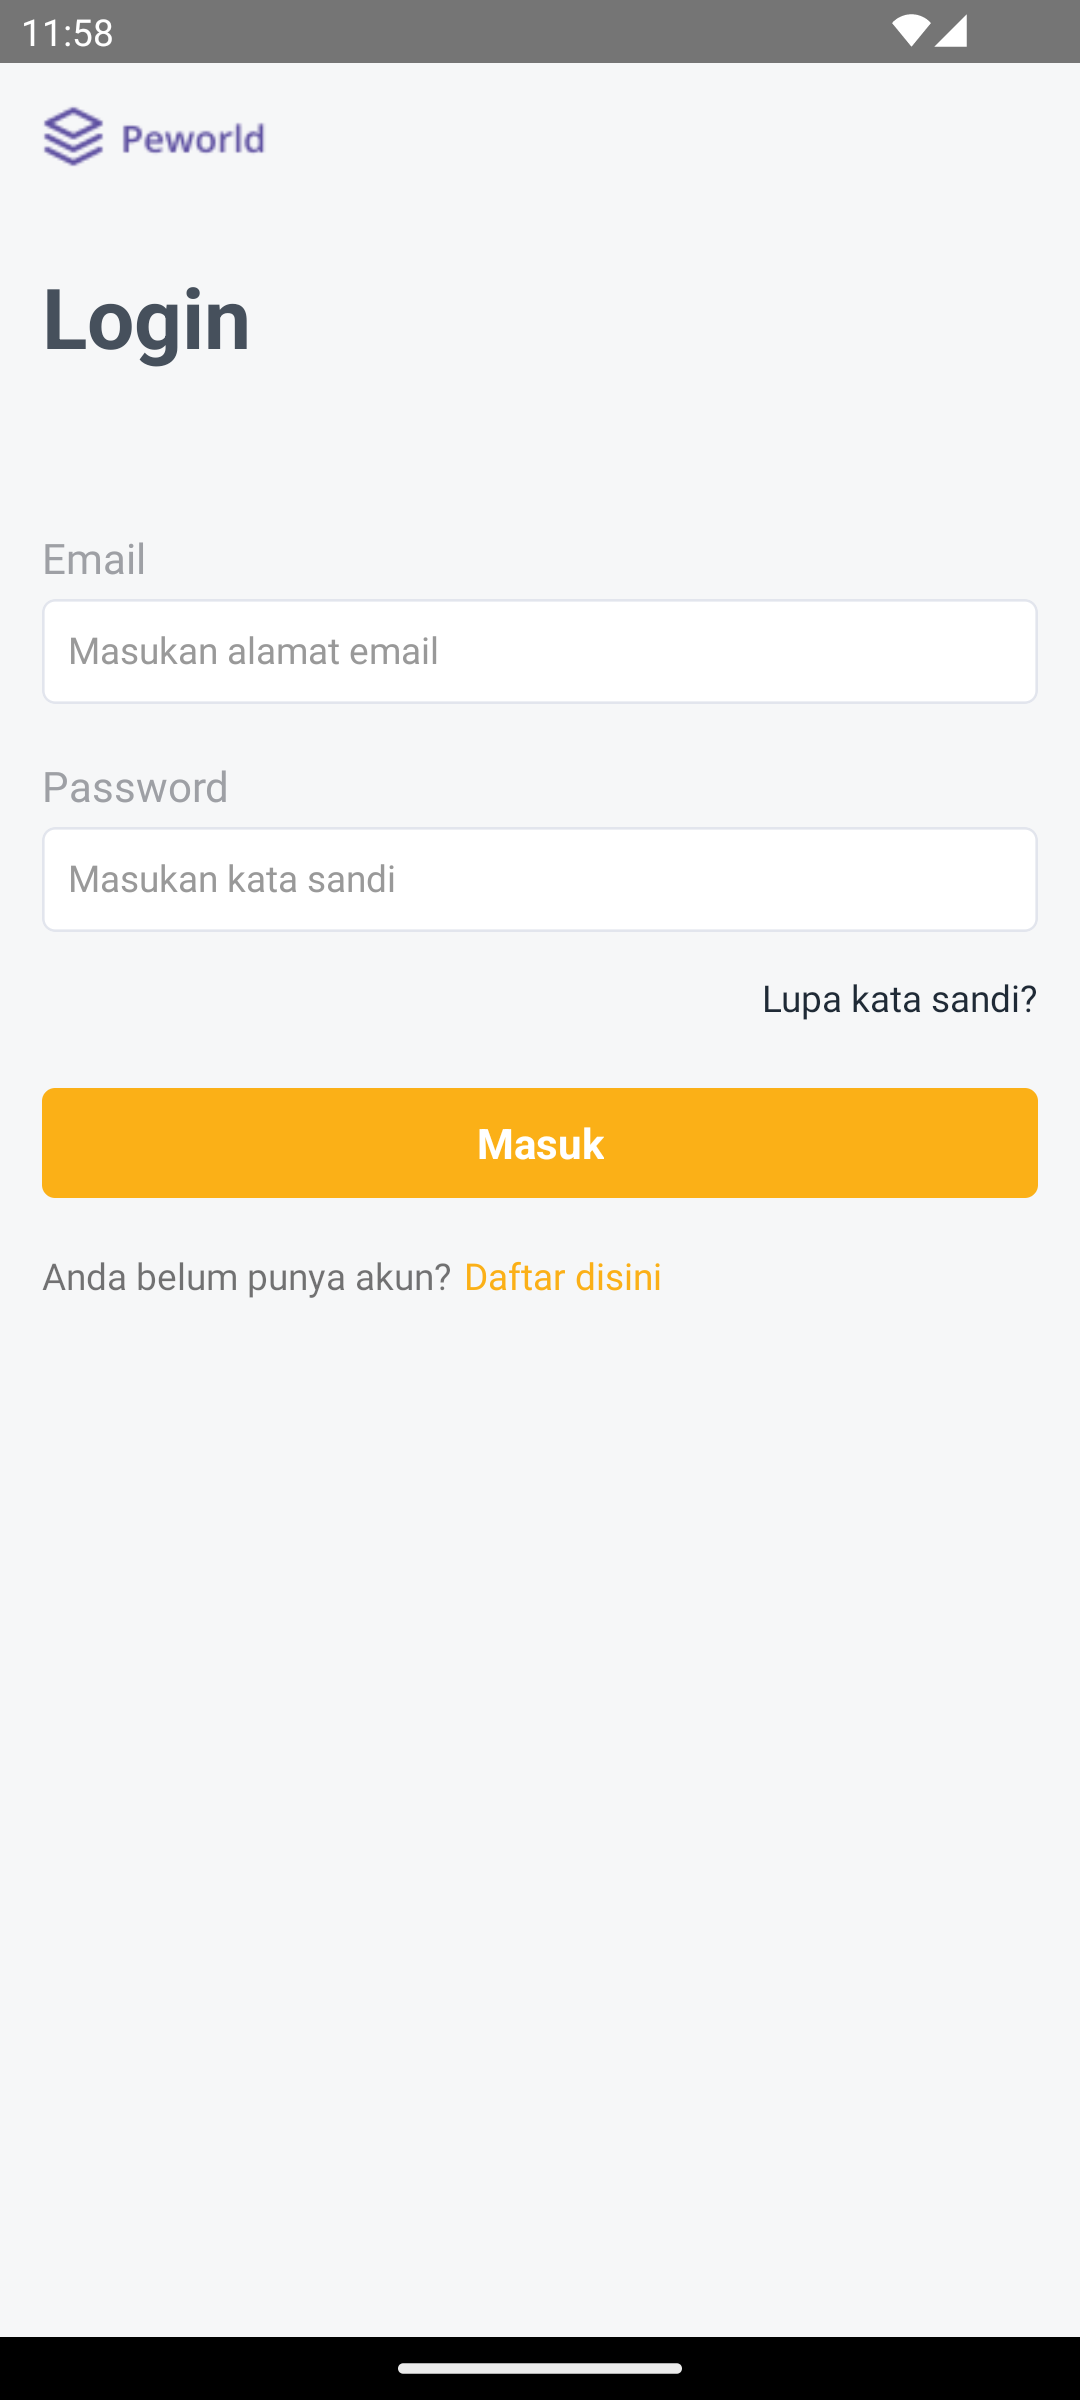 11:58
Peworld
Login
Email
Masukan alamat email
Password
Masukan kata sandi
Lupa kata sandi?
Masuk
Anda belum punya akun? Daftar disini